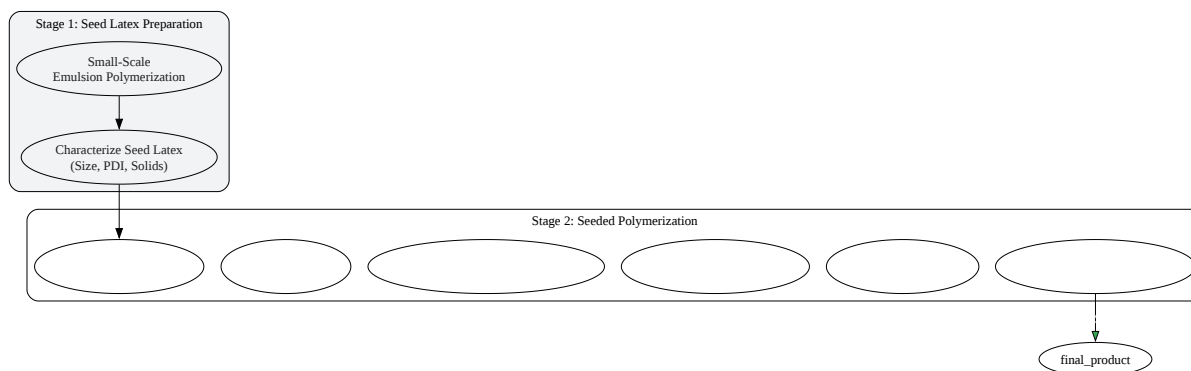 Stage 1: Seed Latex Preparation
Small-Scale
Emulsion Polymerization
Characterize Seed Latex
(Size, PDI, Solids)
Stage 2: Seeded Polymerization
final_product